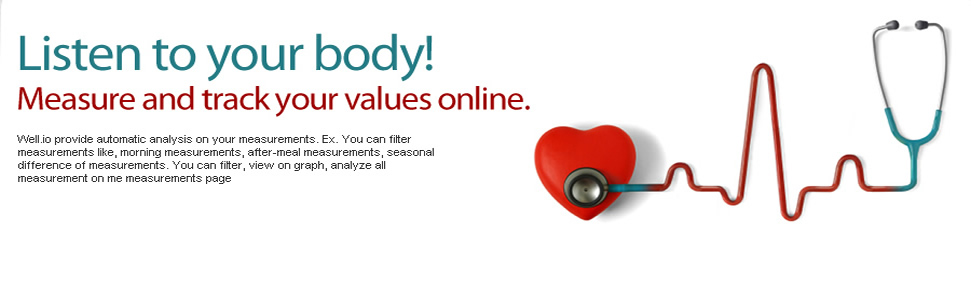 Listen to your body!
Measure and track your values online.
Well.io provide automatic analysis on your measurements. Ex. You can filter
measurements like, morning measurements, after-meal measurements, seasonal
difference of measurements. You can filter, view on graph, analyze all
measurement on me measurements page